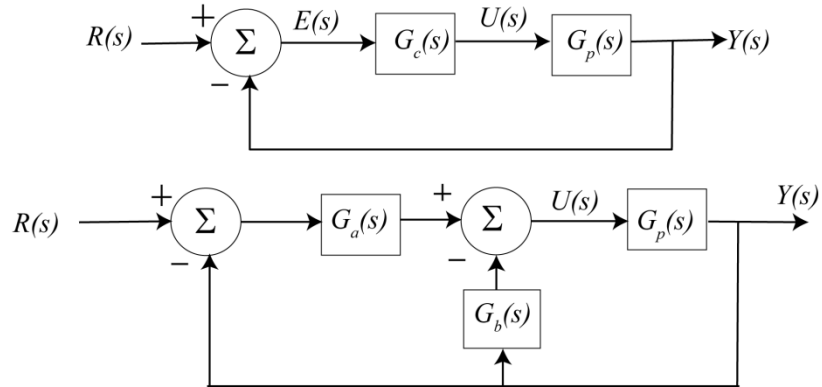 +
R(s) Σ E(s) G_c(s) U(s) G_p(s) Y(s)
−
+ + U(s) Y(s)
R(s) Σ G_a(s) Σ G_p(s)
− −
G_b(s)